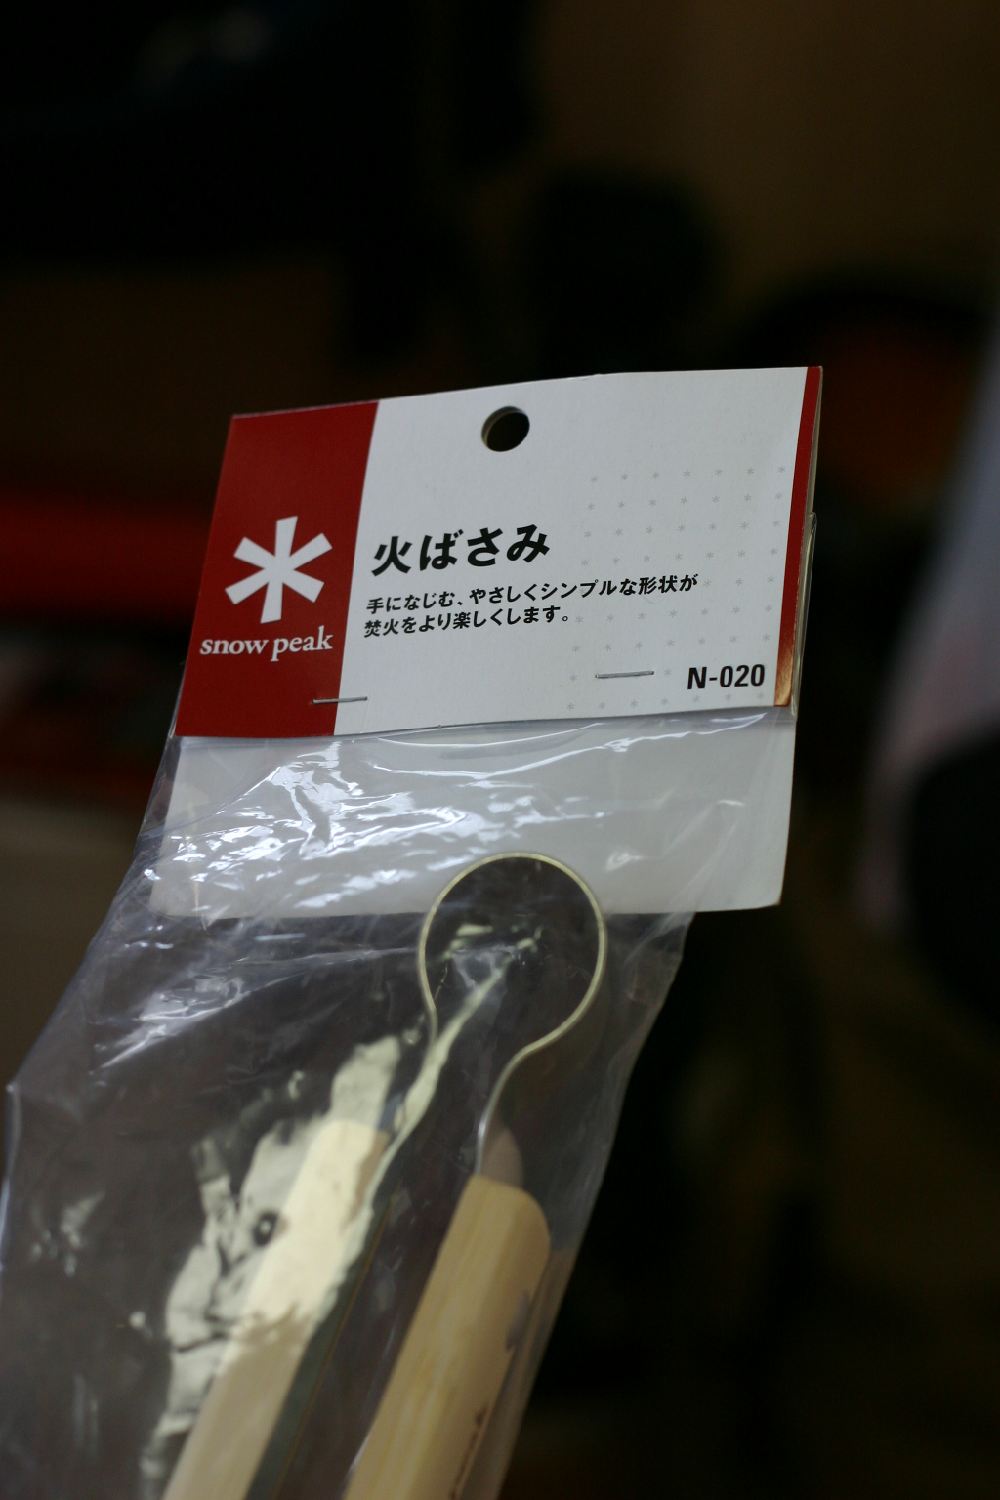 snow peak
火ばさみ
手になじむ、やさしくシンプルな形状が
焚火をより楽しくします。
N-020